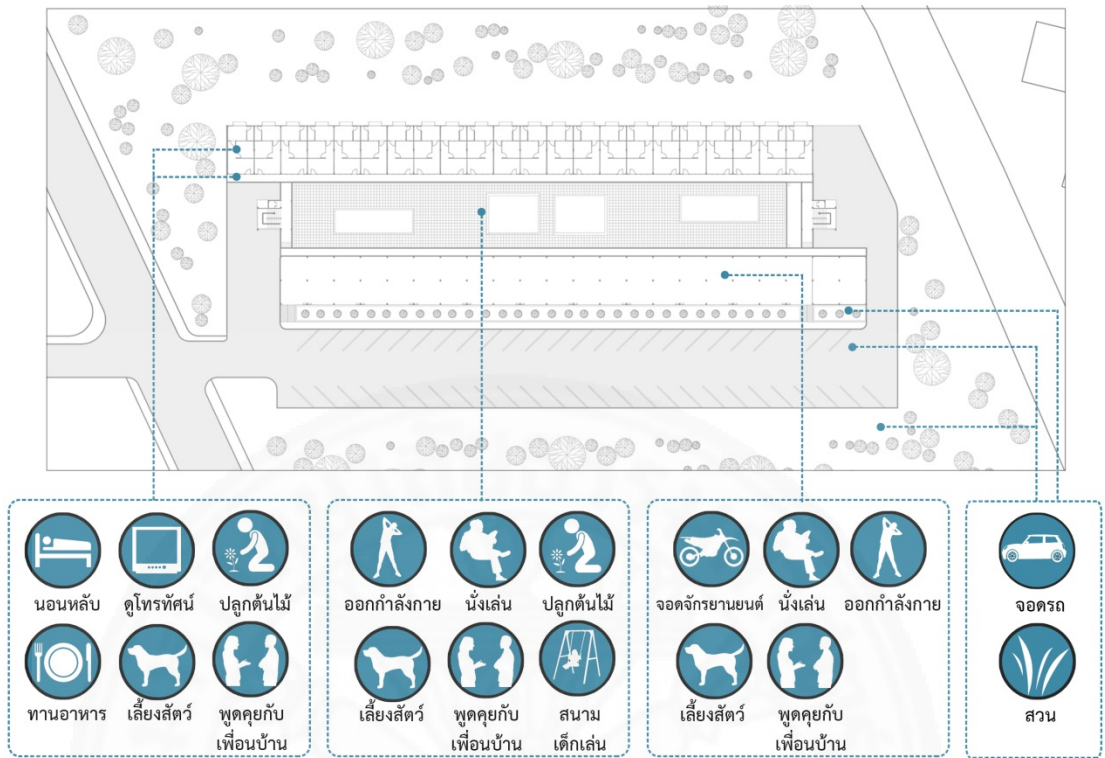 นอนหลับ
ดูโทรทัศน์
ปลูกต้นไม้
ทานอาหาร
เลี้ยงสัตว์
พูดคุยกับ
เพื่อนบ้าน
ออกกำลังกาย
นั่งเล่น
ปลูกต้นไม้
เลี้ยงสัตว์
พูดคุยกับ
เพื่อนบ้าน
สนาม
เด็กเล่น
จอดจักรยานยนต์
นั่งเล่น
ออกกำลังกาย
เลี้ยงสัตว์
พูดคุยกับ
เพื่อนบ้าน
จอดรถ
สวน